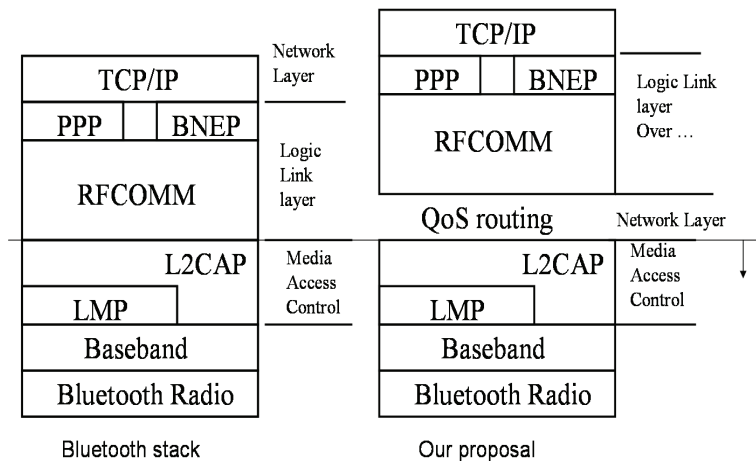 TCP/IP
PPP
BNEP
RFCOMM
L2CAP
LMP
Baseband
Bluetooth Radio
Bluetooth stack
Network
Layer
Logic
Link
layer
Media
Access
Control
TCP/IP
PPP
BNEP
RFCOMM
QoS routing
L2CAP
LMP
Baseband
Bluetooth Radio
Our proposal
Logic Link
layer
Over ...
Network Layer
Media
Access
Control